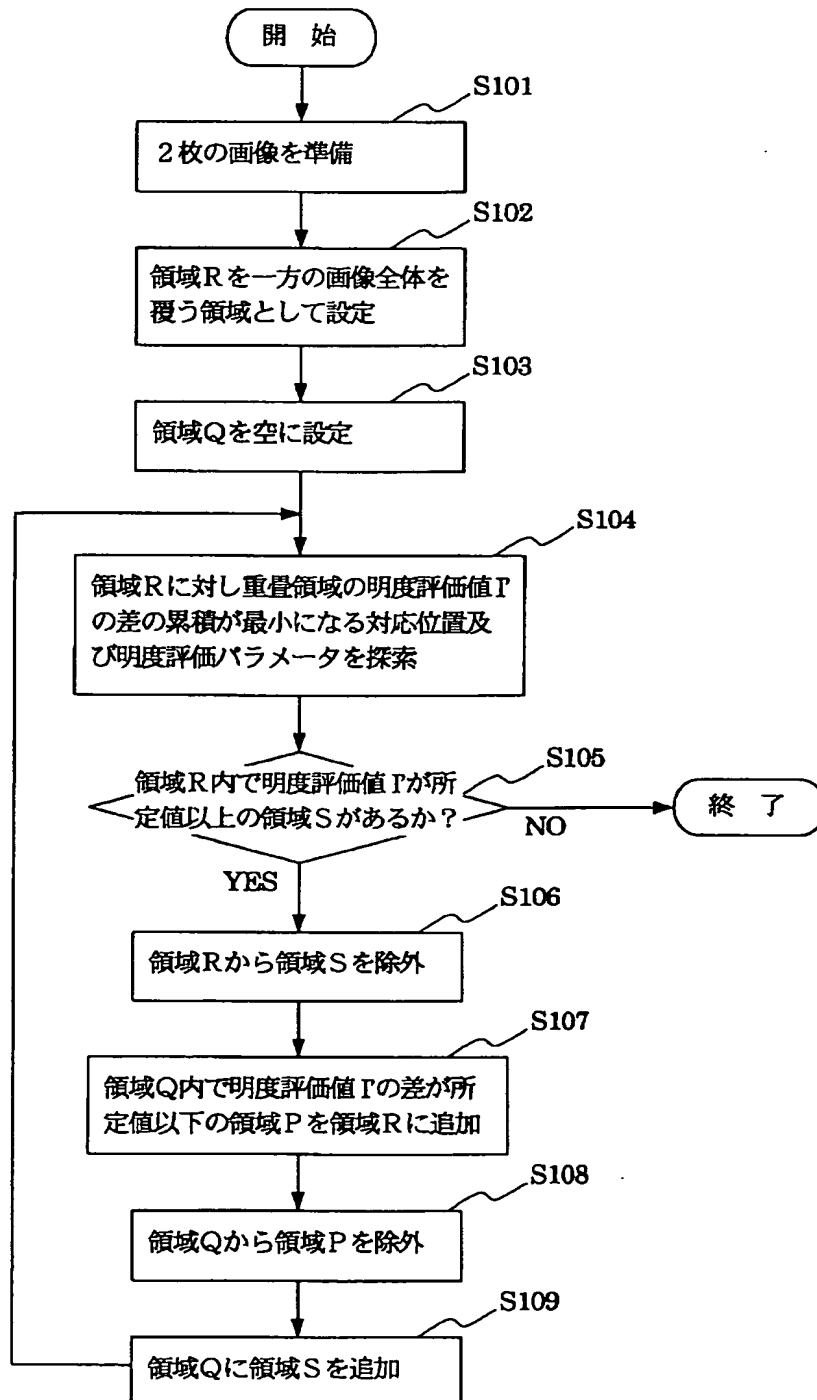 開 始
S101
２枚の画像を準備
S102
領域Ｒを一方の画像全体を
覆う領域として設定
S103
領域Ｑを空に設定
S104
領域Ｒに対し重畳領域の明度評価値Γ
の差の累積が最小になる対応位置及
び明度評価パラメータを探索
S105
領域Ｒ内で明度評価値Γが所
定値以上の領域Ｓがあるか？
NO
終 了
YES
S106
領域Ｒから領域Ｓを除外
S107
領域Ｑ内で明度評価値Γの差が所
定値以下の領域Ｐを領域Ｒに追加
S108
領域Ｑから領域Ｐを除外
S109
領域Ｑに領域Ｓを追加